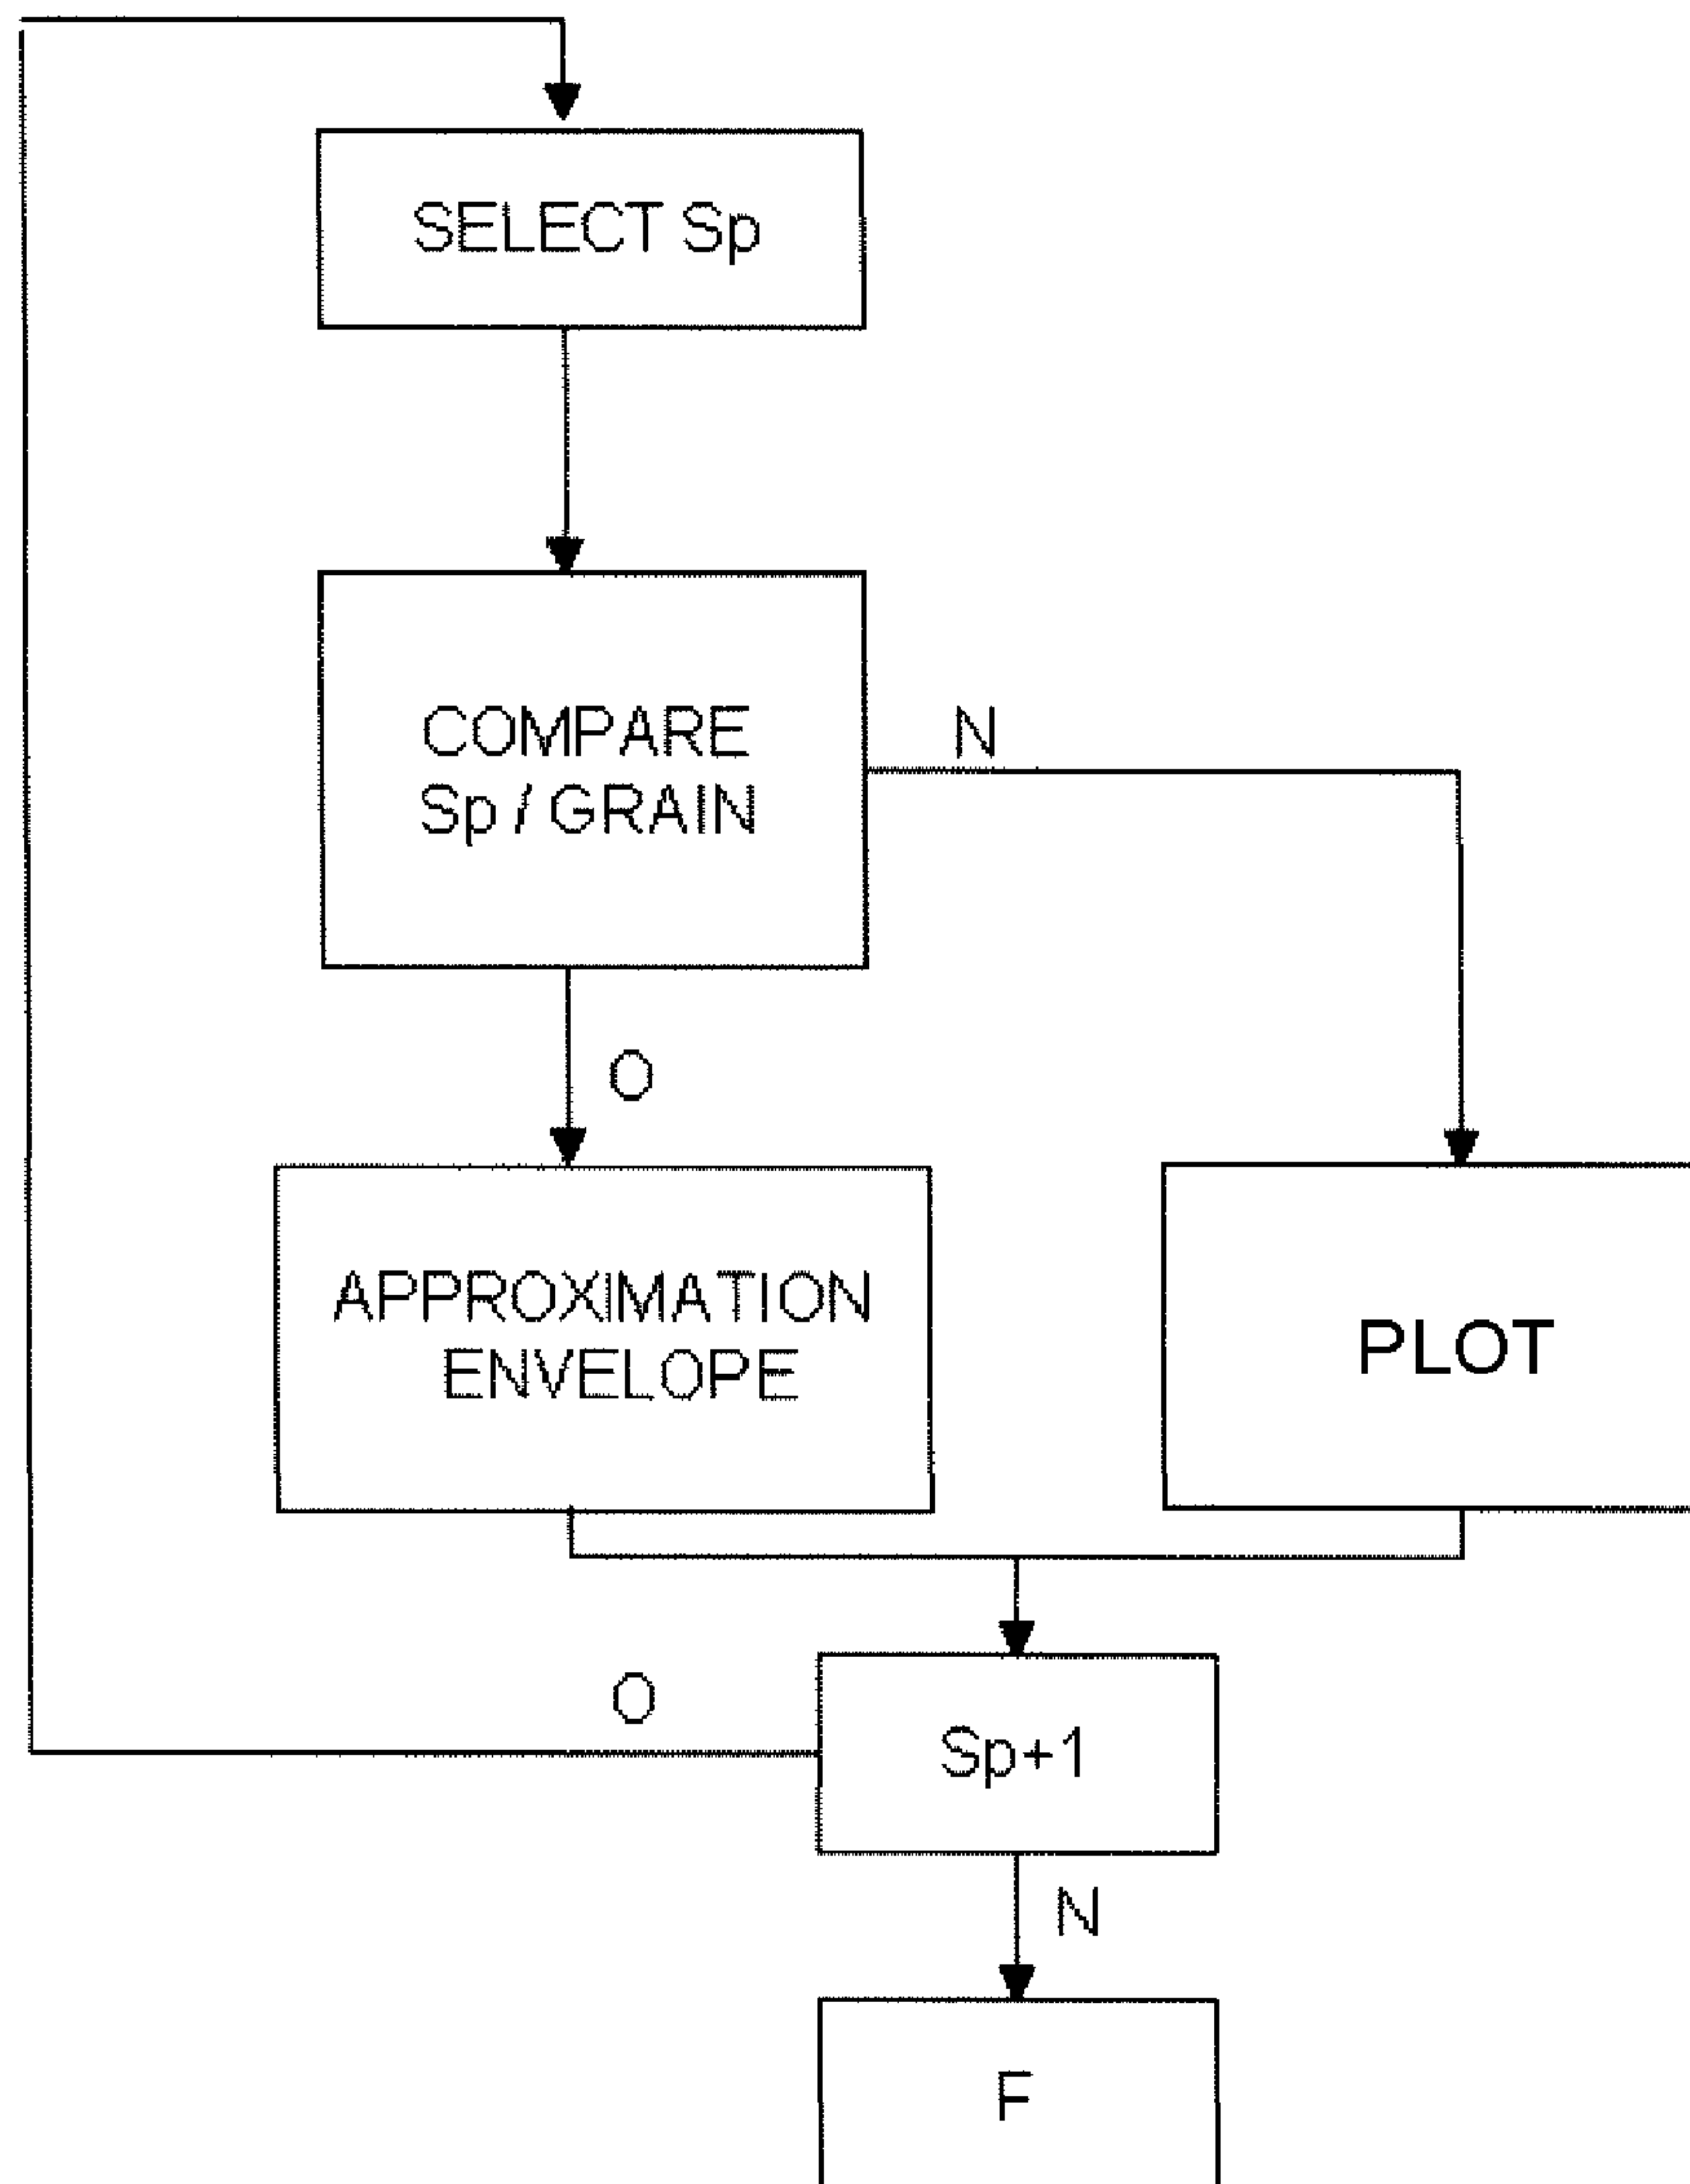 SELECT Sp
COMPARE
Sp / GRAIN
N
O
APPROXIMATION
ENVELOPE
PLOT
O
Sp+1
N
F